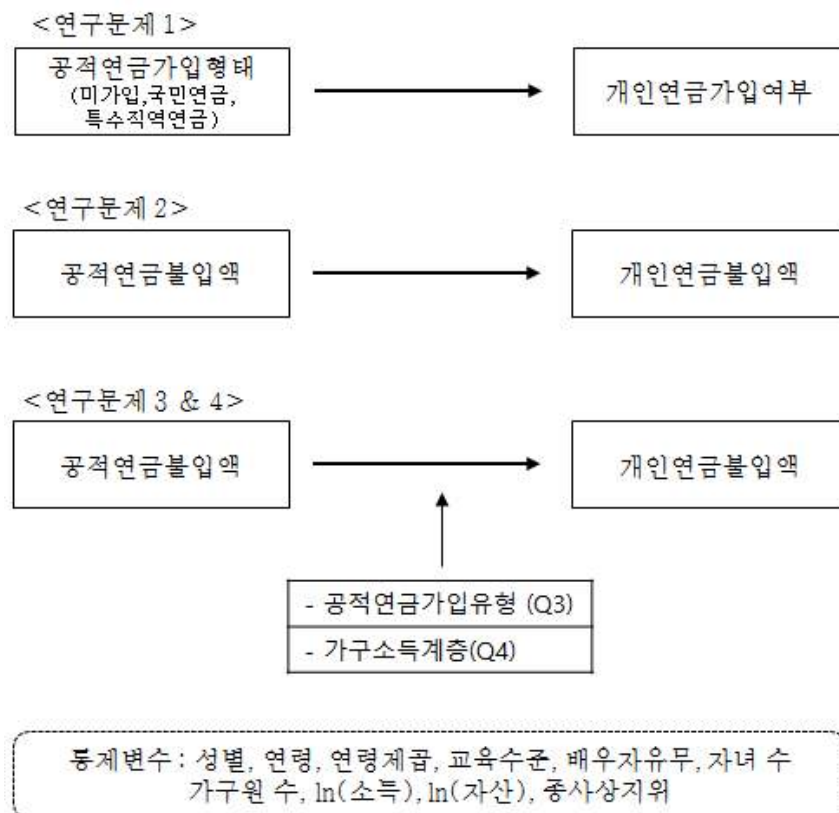 <연구문제 1>
공적연금가입형태
(미가입,국민연금,
특수직역연금)
개인연금가입여부
<연구문제 2>
공적연금불입액
개인연금불입액
<연구문제 3 & 4>
공적연금불입액
개인연금불입액
- 공적연금가입유형 (Q3)
- 가구소득계층(Q4)
통제변수 : 성별, 연령, 연령제곱, 교육수준, 배우자유무, 자녀 수
가구원 수, ln(소득), ln(자산), 종사상지위